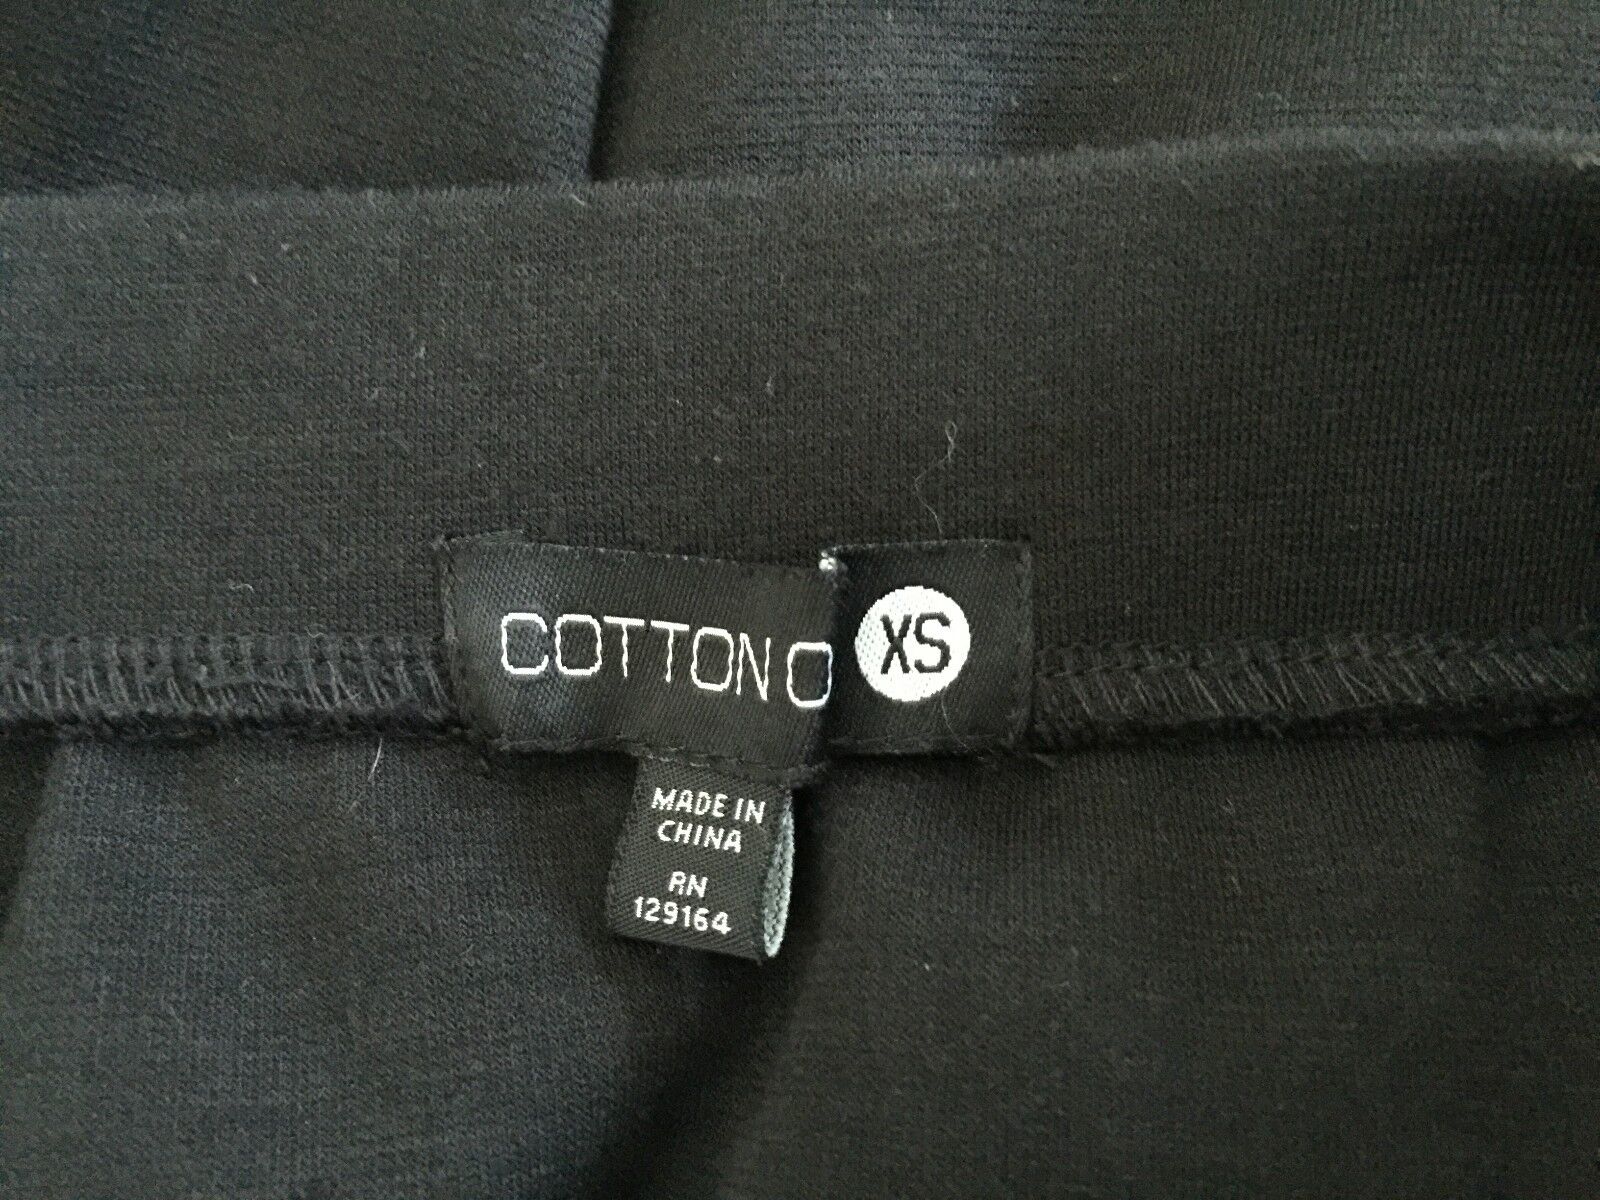 COTTON O
XS
MADE IN
CHINA
RN
129164